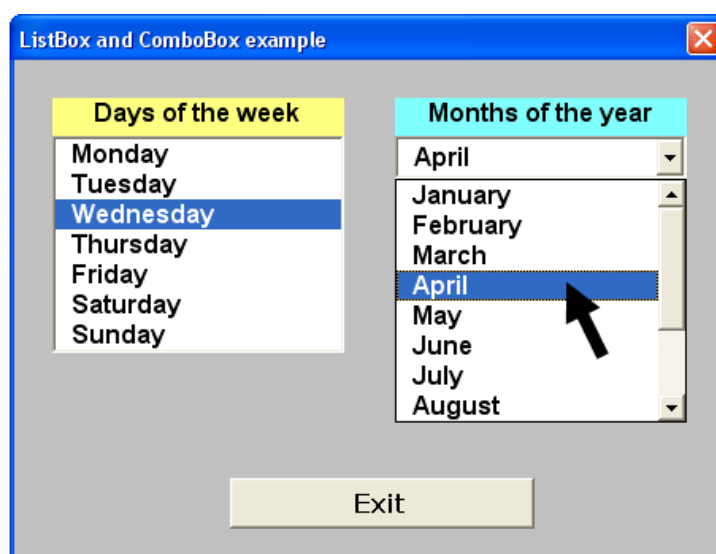 ListBox and ComboBox example
Days of the week
Monday
Tuesday
Wednesday
Thursday
Friday
Saturday
Sunday
Months of the year
April
January
February
March
April
May
June
July
August
Exit